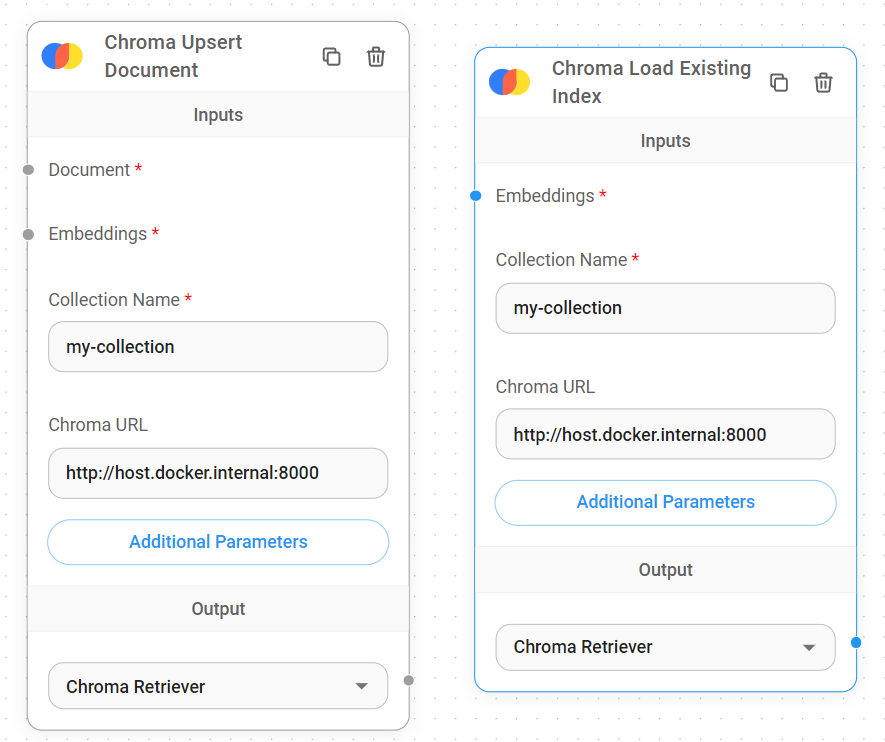 Chroma Upsert
Document
Inputs
Document *
Embeddings *
Collection Name *
my-collection
Chroma URL
http://host.docker.internal:8000
Additional Parameters
Output
Chroma Retriever
Chroma Load Existing
Index
Inputs
Embeddings *
Collection Name *
my-collection
Chroma URL
http://host.docker.internal:8000
Additional Parameters
Output
Chroma Retriever